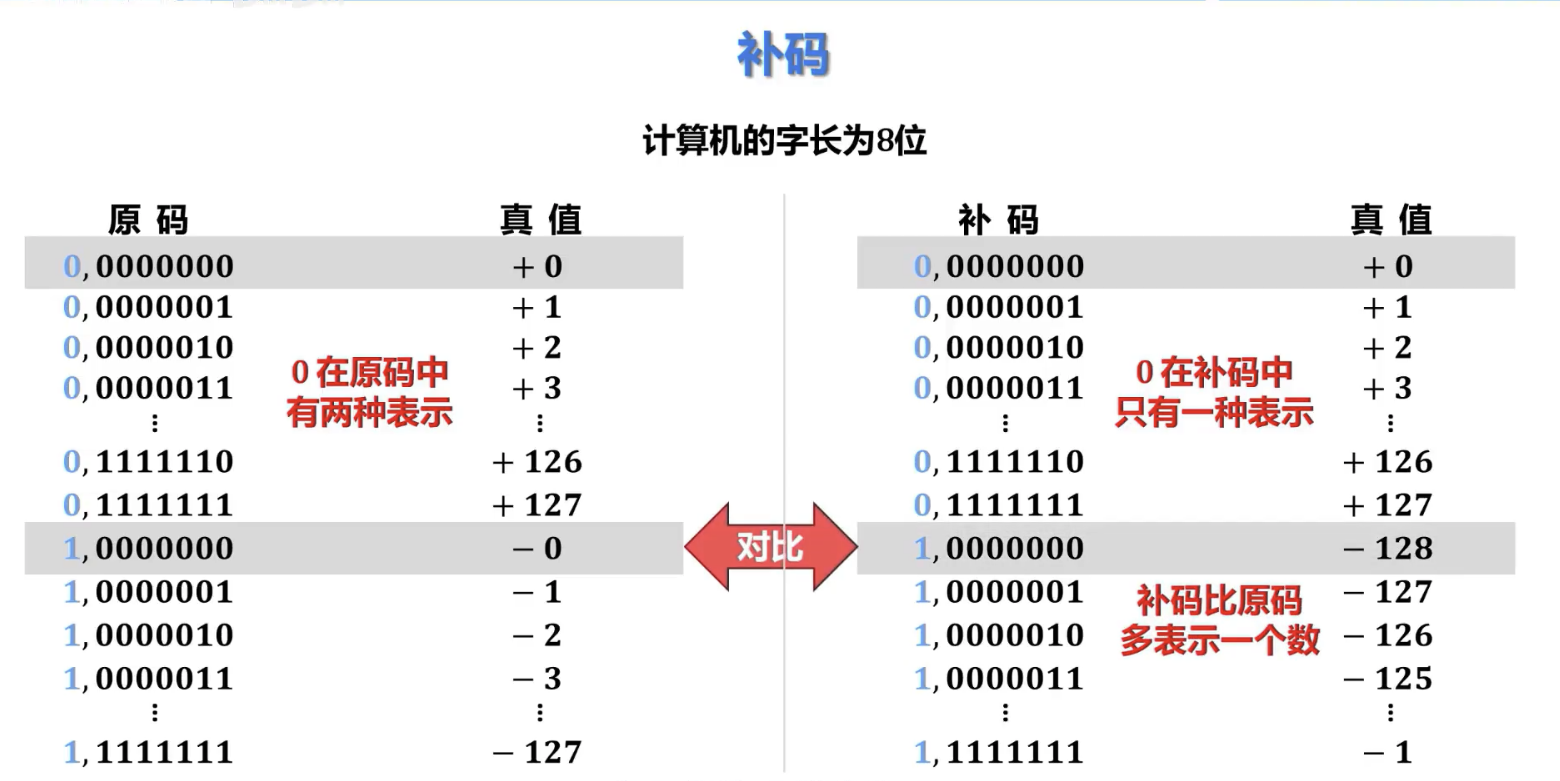 补码
计算机的字长为8位
原 码 真 值
0,0000000 + 0
0,0000001 + 1
0,0000010 + 2
0,0000011 + 3
⋮ ⋮
0,1111110 + 126
0,1111111 + 127
1,0000000 − 0
1,0000001 − 1
1,0000010 − 2
1,0000011 − 3
⋮ ⋮
1,1111111 − 127
0 在原码中
有两种表示
对比
补 码 真 值
0,0000000 + 0
0,0000001 + 1
0,0000010 + 2
0,0000011 + 3
⋮ ⋮
0,1111110 + 126
0,1111111 + 127
1,0000000 − 128
1,0000001 − 127
1,0000010 − 126
1,0000011 − 125
⋮ ⋮
1,1111111 − 1
0 在补码中
只有一种表示
补码比原码
多表示一个数